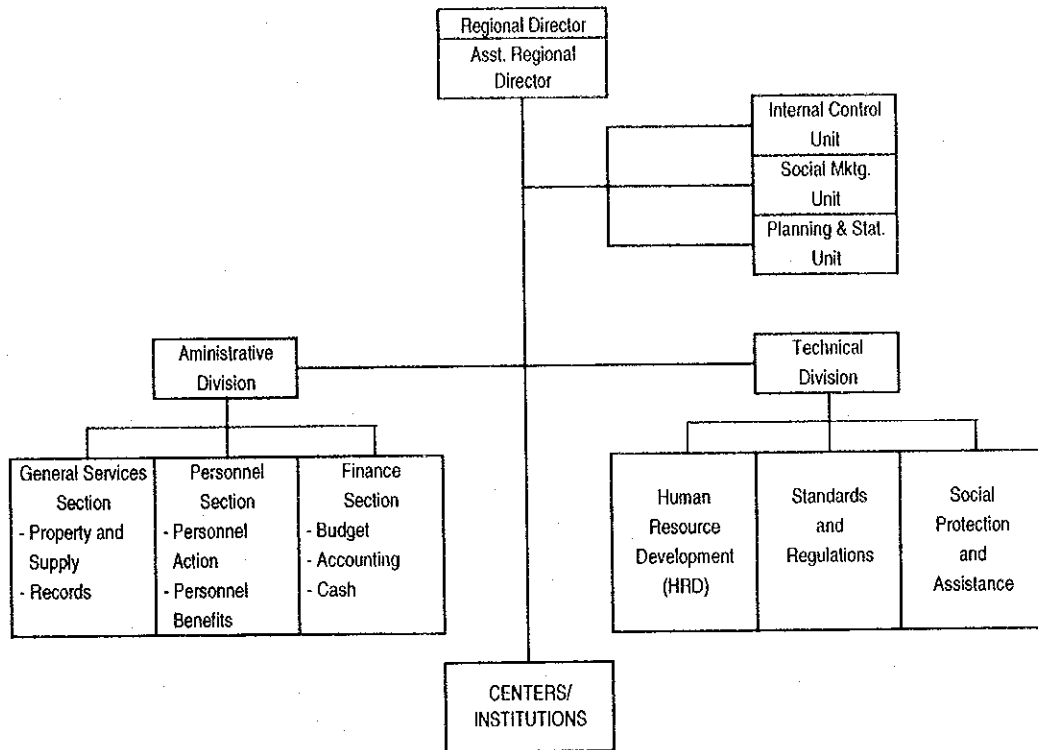 Regional Director
Asst. Regional
Director
Internal Control
Unit
Social Mktg.
Unit
Planning & Stat.
Unit
Aministrative
Division
Technical
Division
General Services
Section
- Property and
Supply
- Records
Personnel
Section
- Personnel
Action
- Personnel
Benefits
Finance
Section
- Budget
- Accounting
- Cash
Human
Resource
Development
(HRD)
Standards
and
Regulations
Social
Protection
and
Assistance
CENTERS/
INSTITUTIONS